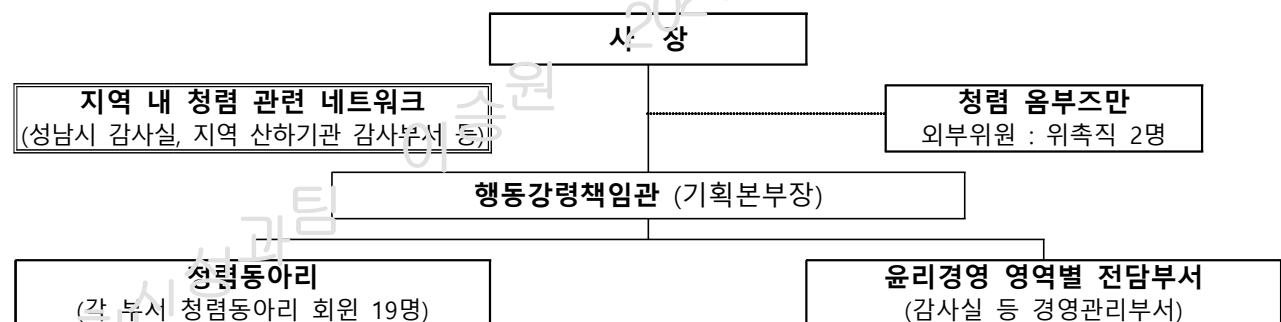 사 장
지역 내 청렴 관련 네트워크
(성남시 감사실, 지역 산하기관 감사부서 등)
청렴 옴부즈만
외부위원 : 위촉직 2명
행동강령책임관 (기획본부장)
청렴동아리
(각 부서 청렴동아리 회원 19명)
윤리경영 영역별 전담부서
(감사실 등 경영관리부서)
이승원